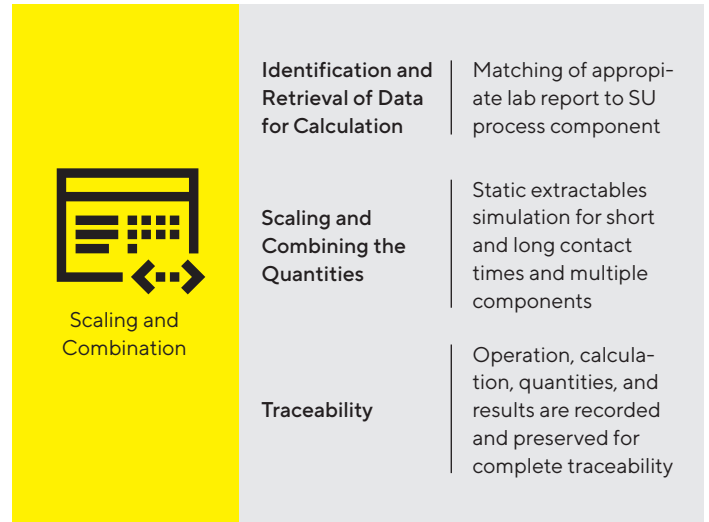 Scaling and
Combination
Identification and
Retrieval of Data
for Calculation
Matching of appropi-
ate lab report to SU
process component
Scaling and
Combining the
Quantities
Static extractables
simulation for short
and long contact
times and multiple
components
Traceability
Operation, calcula-
tion, quantities, and
results are recorded
and preserved for
complete traceability